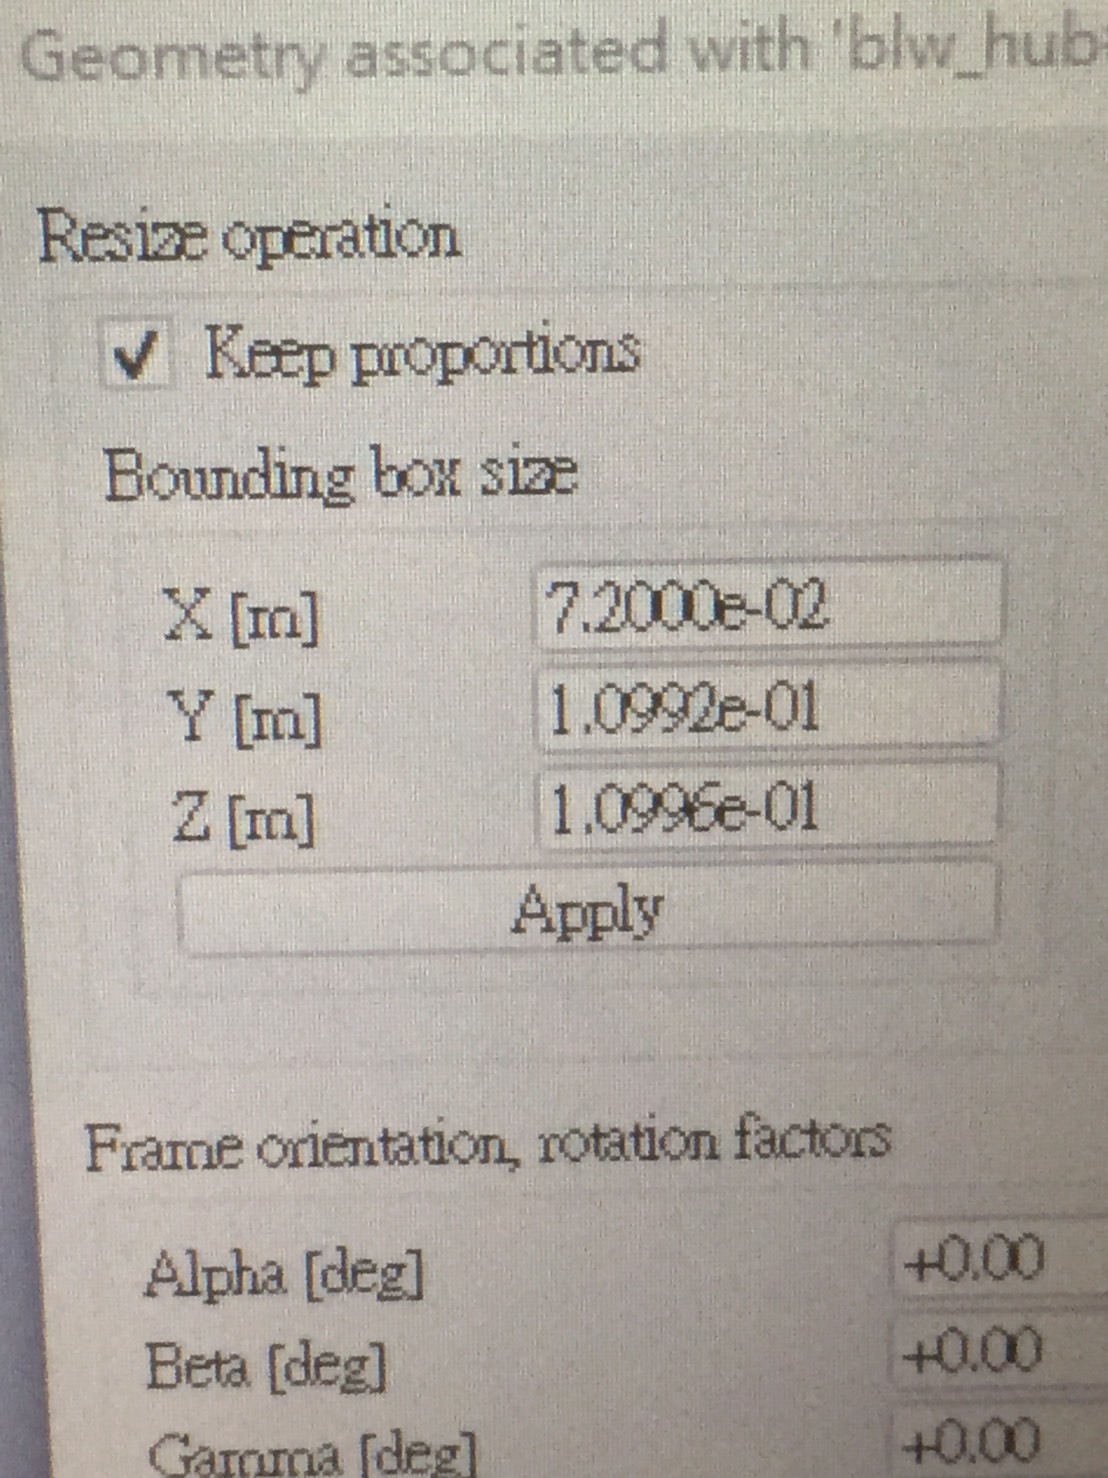 Geometry associated with 'blw_hub
Resize operation
Keep proportions
Bounding box size
X [m] 7.2000e-02
Y [m] 1.0992e-01
Z [m] 1.0996e-01
Apply
Frame orientation, rotation factors
Alpha [deg] +0.00
Beta [deg] +0.00
Gamma [deg] +0.00